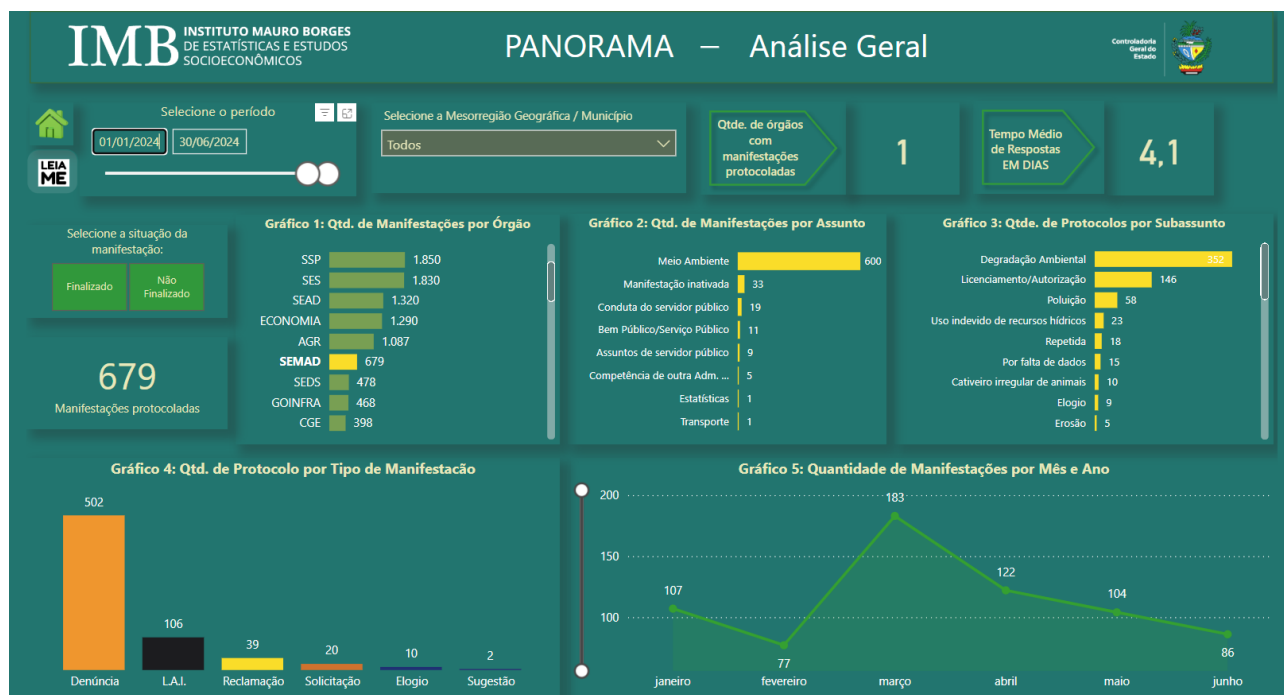 IMB
INSTITUTO MAURO BORGES
DE ESTATÍSTICAS E ESTUDOS
SOCIOECONÔMICOS
PANORAMA – Análise Geral
Controladoria
Geral do
Estado
LEIA
ME
Selecione o período
01/01/2024
30/06/2024
Selecione a Mesorregião Geográfica / Município
Todos
Qtde. de órgãos
com
manifestações
protocoladas
1
Tempo Médio
de Respostas
EM DIAS
4,1
Selecione a situação da
manifestação:
Finalizado
Não
Finalizado
679
Manifestações protocoladas
Gráfico 1: Qtd. de Manifestações por Órgão
SSP 1.850
SES 1.830
SEAD 1.320
ECONOMIA 1.290
AGR 1.087
SEMAD 679
SEDS 478
GOINFRA 468
CGE 398
Gráfico 2: Qtd. de Manifestações por Assunto
Meio Ambiente 600
Manifestação inativada 33
Conduta do servidor público 19
Bem Público/Serviço Público 11
Assuntos de servidor público 9
Competência de outra Adm. ... 5
Estatísticas 1
Transporte 1
Gráfico 3: Qtde. de Protocolos por Subassunto
Degradação Ambiental 352
Licenciamento/Autorização 146
Poluição 58
Uso indevido de recursos hídricos 23
Repetida 18
Por falta de dados 15
Cativeiro irregular de animais 10
Elogio 9
Erosão 5
Gráfico 4: Qtd. de Protocolo por Tipo de Manifestacão
502
106
39
20
10
2
Denúncia
L.A.I.
Reclamação
Solicitação
Elogio
Sugestão
Gráfico 5: Quantidade de Manifestações por Mês e Ano
200
150
100
107
77
183
122
104
86
janeiro
fevereiro
março
abril
maio
junho